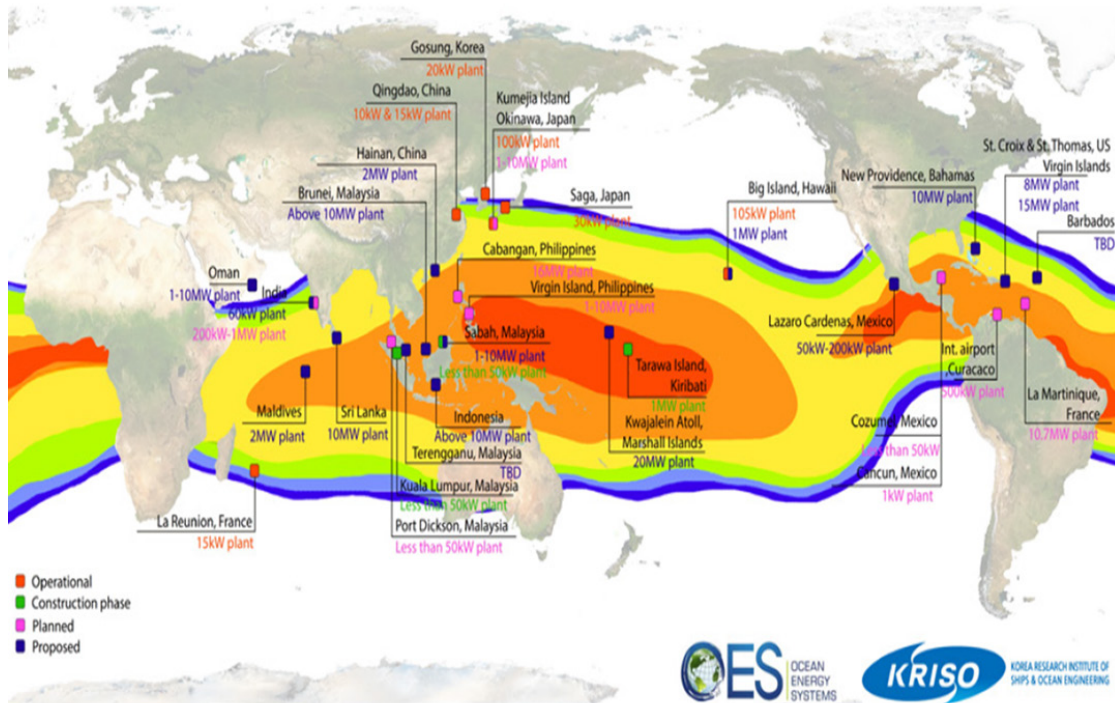 Gosung, Korea
20kW plant
Qingdao, China
10kW & 15kW plant
Kumejia Island
Okinawa, Japan
100kW plant
1-10MW plant
Hainan, China
2MW plant
Brunei, Malaysia
Above 10MW plant
Saga, Japan
30kW plant
Big Island, Hawaii
105kW plant
1MW plant
New Providence, Bahamas
10MW plant
St. Croix & St. Thomas, US
Virgin Islands
8MW plant
15MW plant
Barbados
TBD
Cabangan, Philippines
16MW plant
Virgin Island, Philippines
1-10MW plant
Oman
1-10MW plant
India
60kW plant
200kW-1MW plant
Sabah, Malaysia
1-10MW plant
Less than 50kW plant
Lazaro Cardenas, Mexico
50kW-200kW plant
Int. airport
,Curacaco
500kW plant
Tarawa Island,
Kiribati
1MW plant
Kwajalein Atoll,
Marshall Islands
20MW plant
La Martinique,
France
10.7MW plant
Maldives
2MW plant
Sri Lanka
10MW plant
Indonesia
Above 10MW plant
Terengganu, Malaysia
TBD
Kuala Lumpur, Malaysia
Less than 50kW plant
Port Dickson, Malaysia
Less than 50kW plant
Cozumel, Mexico
Less than 50kW
Cancun, Mexico
1kW plant
La Reunion, France
15kW plant
Operational
Construction phase
Planned
Proposed
OES
OCEAN
ENERGY
SYSTEMS
KRISO
KOREA RESEARCH INSTITUTE OF
SHIPS & OCEAN ENGINEERING